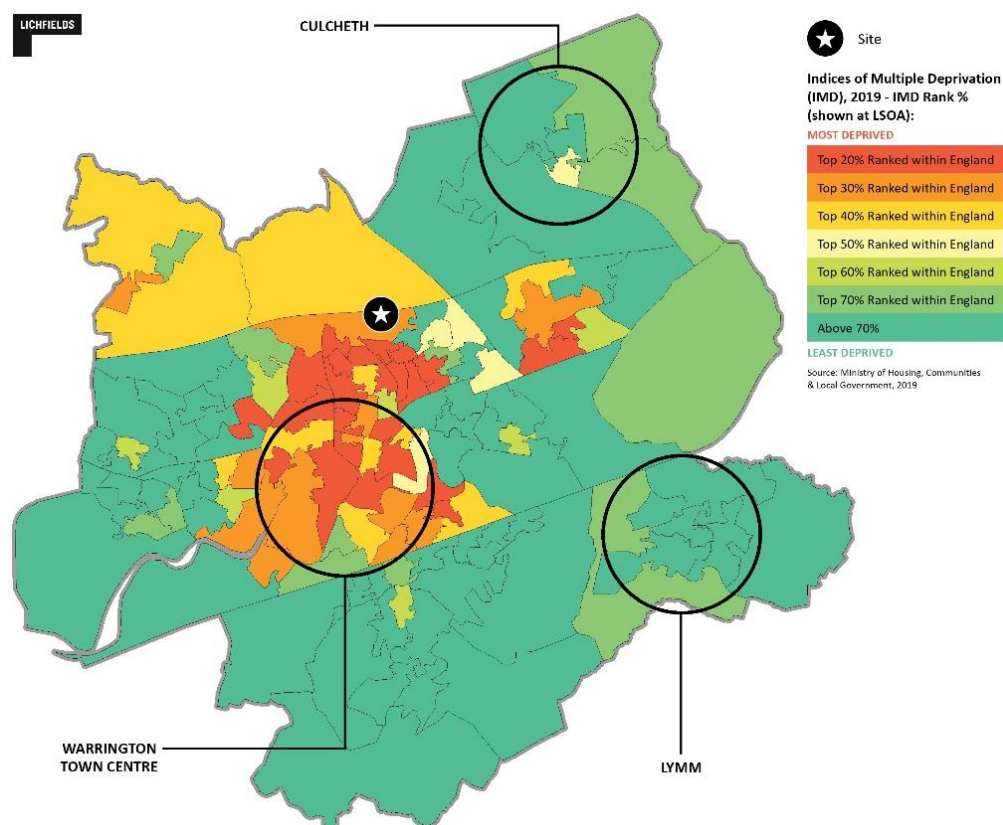 LICHFIELDS
CULCHETH
Site
Indices of Multiple Deprivation
(IMD), 2019 - IMD Rank %
(shown at LSOA):
MOST DEPRIVED
Top 20% Ranked within England
Top 30% Ranked within England
Top 40% Ranked within England
Top 50% Ranked within England
Top 60% Ranked within England
Top 70% Ranked within England
Above 70%
LEAST DEPRIVED
Source: Ministry of Housing, Communities
& Local Government, 2019
WARRINGTON
TOWN CENTRE
LYMM